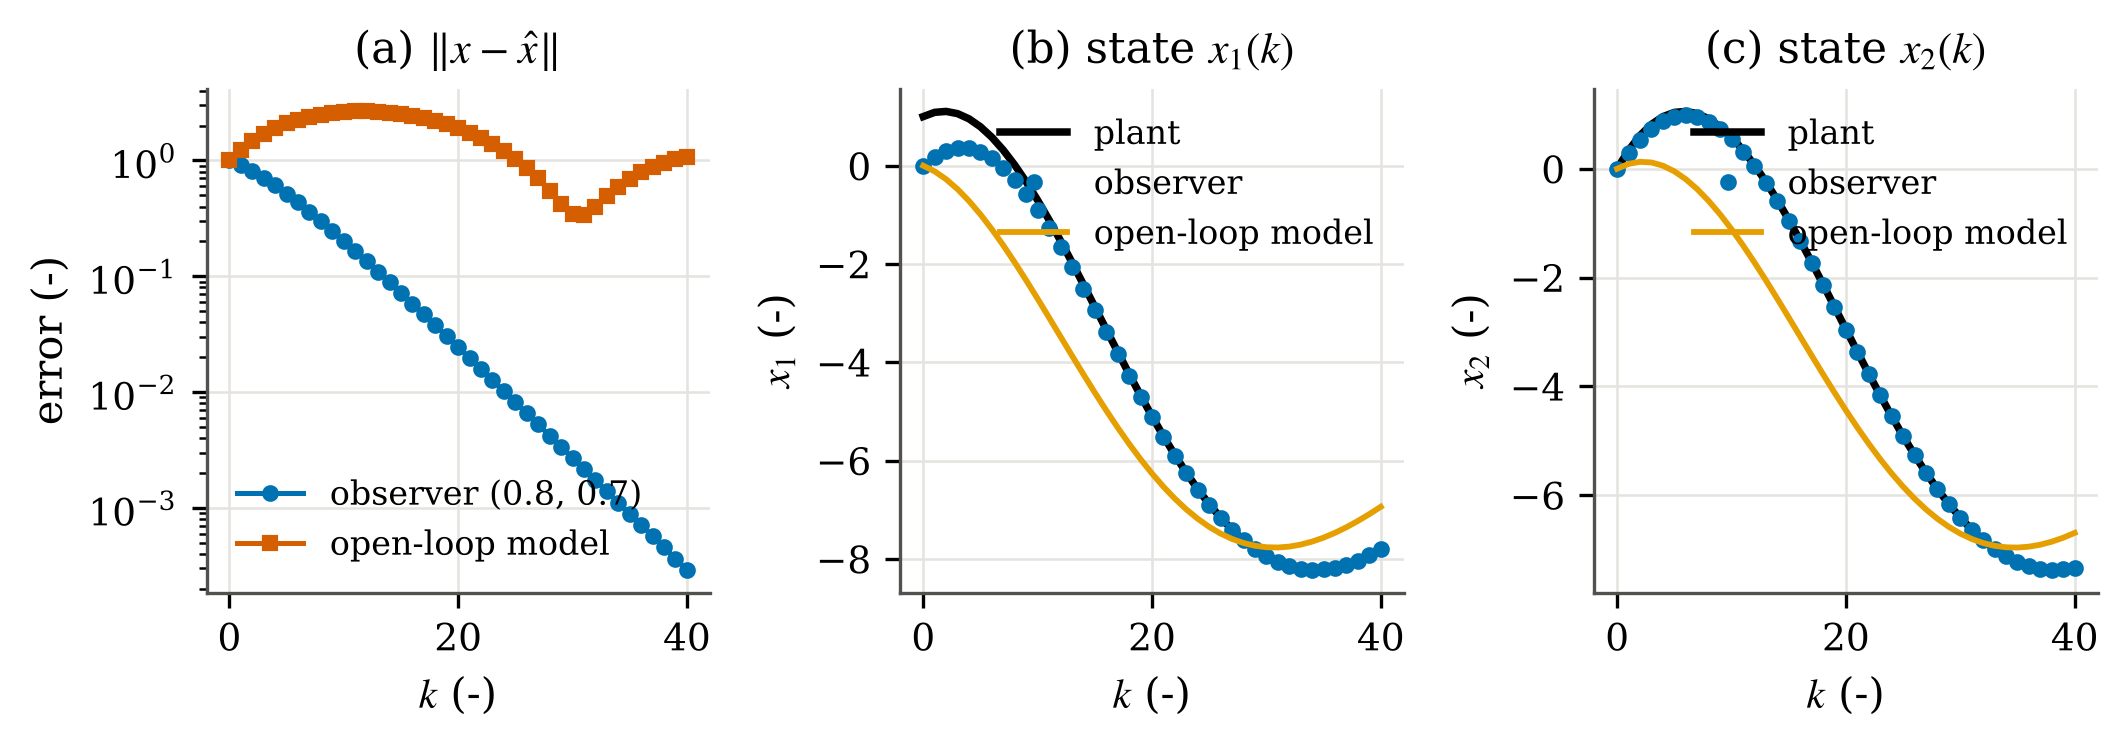 (a) ‖x − x̂‖
error (-)
10⁰
10⁻¹
10⁻²
10⁻³
observer (0.8, 0.7)
open-loop model
0 20 40
k (-)
(b) state x₁(k)
x₁ (-)
0
−2
−4
−6
−8
plant
observer
open-loop model
0 20 40
k (-)
(c) state x₂(k)
x₂ (-)
0
−2
−4
−6
plant
observer
open-loop model
0 20 40
k (-)